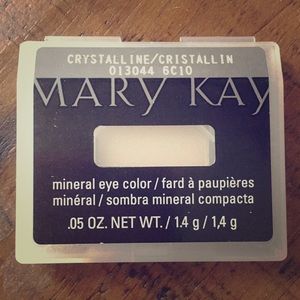 CRYSTALLINE/CRISTALLIN
013044 6C10
MARY KAY
mineral eye color / fard à paupières
minéral / sombra mineral compacta
.05 OZ. NET WT. / 1.4 g / 1,4 g